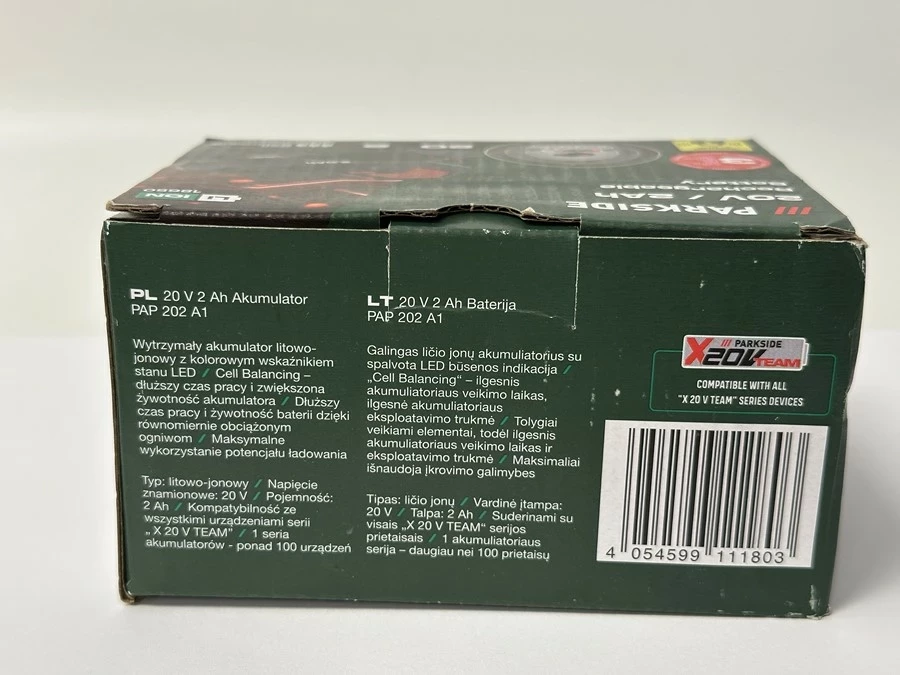 /// PARKSIDE
20V / 2AH
Rechargeable
Battery
LI ION
18650
PL 20 V 2 Ah Akumulator
PAP 202 A1
Wytrzymały akumulator litowo-
jonowy z kolorowym wskaźnikiem
stanu LED / Cell Balancing –
dłuższy czas pracy i zwiększona
żywotność akumulatora / Dłuższy
czas pracy i żywotność baterii dzięki
równomiernie obciążonym
ogniwom / Maksymalne
wykorzystanie potencjału ładowania
Typ: litowo-jonowy / Napięcie
znamionowe: 20 V / Pojemność:
2 Ah / Kompatybilność ze
wszystkimi urządzeniami serii
„ X 20 V TEAM” / 1 seria
akumulatorów - ponad 100 urządzeń
LT 20 V 2 Ah Baterija
PAP 202 A1
Galingas ličio jonų akumuliatorius su
spalvota LED būsenos indikacija /
„Cell Balancing“ – ilgesnis
akumuliatoriaus veikimo laikas,
ilgesnė akumuliatoriaus
eksploatavimo trukmė / Tolygiai
veikiami elementai, todėl ilgesnis
akumuliatoriaus veikimo laikas ir
eksploatavimo trukmė / Maksimaliai
išnaudoja įkrovimo galimybes
Tipas: ličio jonų / Vardinė įtampa:
20 V / Talpa: 2 Ah / Suderinami su
visais „X 20 V TEAM“ serijos
prietaisais / 1 akumuliatoriaus
serija – daugiau nei 100 prietaisų
/// PARKSIDE
X20V TEAM
COMPATIBLE WITH ALL
"X 20 V TEAM" SERIES DEVICES
4 054599 111803